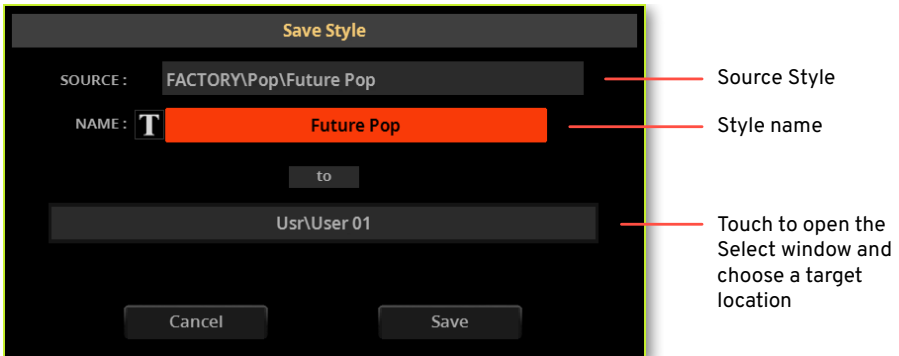 Save Style
SOURCE : FACTORY\Pop\Future Pop
Source Style
NAME : T Future Pop
Style name
to
Usr\User 01
Touch to open the
Select window and
choose a target
location
Cancel Save